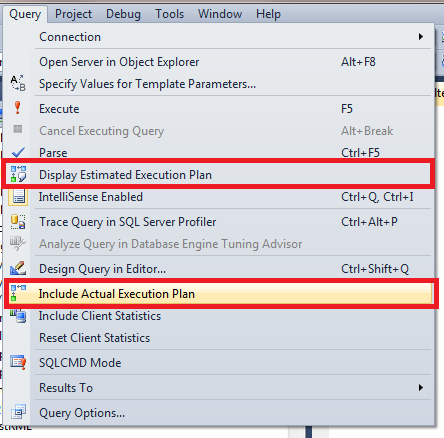 Query Project Debug Tools Window Help
Connection
Open Server in Object Explorer Alt+F8
Specify Values for Template Parameters...
Execute F5
Cancel Executing Query Alt+Break
Parse Ctrl+F5
Display Estimated Execution Plan
IntelliSense Enabled Ctrl+Q, Ctrl+I
Trace Query in SQL Server Profiler Ctrl+Alt+P
Analyze Query in Database Engine Tuning Advisor
Design Query in Editor... Ctrl+Shift+Q
Include Actual Execution Plan
Include Client Statistics
Reset Client Statistics
SQLCMD Mode
Results To
Query Options...